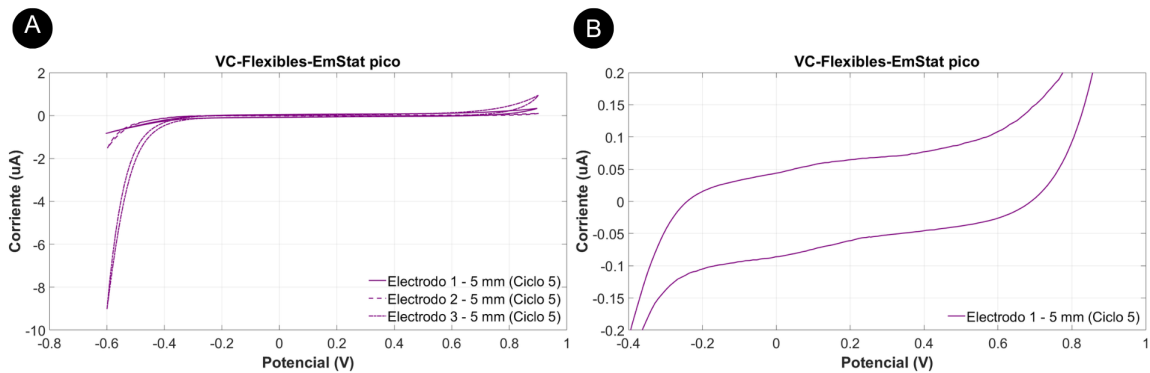 A
VC-Flexibles-EmStat pico
2
0
-2
-4
-6
-8
-10
Corriente (uA)
-0.8
-0.6
-0.4
-0.2
0
0.2
0.4
0.6
0.8
1
Potencial (V)
Electrodo 1 - 5 mm (Ciclo 5)
Electrodo 2 - 5 mm (Ciclo 5)
Electrodo 3 - 5 mm (Ciclo 5)
B
VC-Flexibles-EmStat pico
0.2
0.15
0.1
0.05
0
-0.05
-0.1
-0.15
-0.2
Corriente (uA)
-0.4
-0.2
0
0.2
0.4
0.6
0.8
1
Potencial (V)
Electrodo 1 - 5 mm (Ciclo 5)